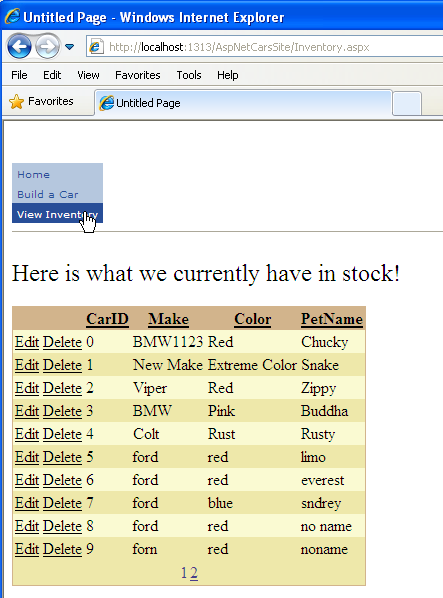 Untitled Page - Windows Internet Explorer
http://localhost:1313/AspNetCarsSite/Inventory.aspx
File Edit View Favorites Tools Help
Favorites Untitled Page
Home
Build a Car
View Inventory
Here is what we currently have in stock!
CarID Make Color PetName
Edit Delete 0 BMW1123 Red Chucky
Edit Delete 1 New Make Extreme Color Snake
Edit Delete 2 Viper Red Zippy
Edit Delete 3 BMW Pink Buddha
Edit Delete 4 Colt Rust Rusty
Edit Delete 5 ford red limo
Edit Delete 6 ford red everest
Edit Delete 7 ford blue sndrey
Edit Delete 8 ford red no name
Edit Delete 9 forn red noname
1 2